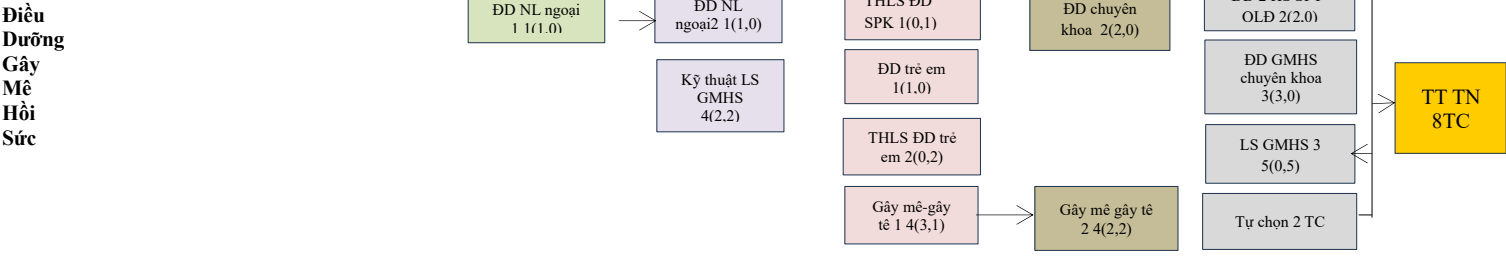 Điều
Dưỡng
Gây
Mê
Hồi
Sức
ĐD NL ngoại
1 1(1.0)
ĐD NL
ngoại2 1(1,0)
Kỹ thuật LS
GMHS
4(2,2)
THLS ĐD
SPK 1(0,1)
ĐD trẻ em
1(1,0)
THLS ĐD trẻ
em 2(0,2)
Gây mê-gây
tê 1 4(3,1)
ĐD chuyên
khoa 2(2,0)
Gây mê gây tê
2 4(2,2)
OLĐ 2(2.0)
ĐD GMHS
chuyên khoa
3(3,0)
LS GMHS 3
5(0,5)
Tự chọn 2 TC
TT TN
8TC